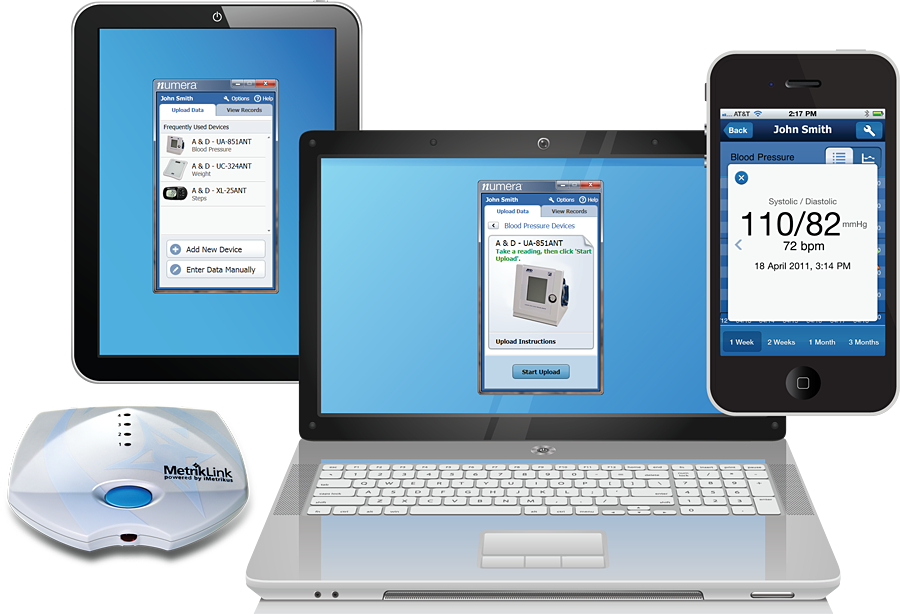 numera
John Smith Options Help
Upload Data View Records
Frequently Used Devices
A & D - UA-851ANT
Blood Pressure
A & D - UC-324ANT
Weight
A & D - XL-25ANT
Steps
Add New Device
Enter Data Manually
numera
John Smith Options Help
Upload Data View Records
Blood Pressure Devices
A & D - UA-851ANT
Take a reading, then click 'Start
Upload'.
Upload Instructions
Start Upload
AT&T 2:17 PM
Back John Smith
Blood Pressure
Systolic / Diastolic
110/82 mmHg
72 bpm
18 April 2011, 3:14 PM
1 Week 2 Weeks 1 Month 3 Months
4
3
2
1
MetrikLink
powered by iMetrikus